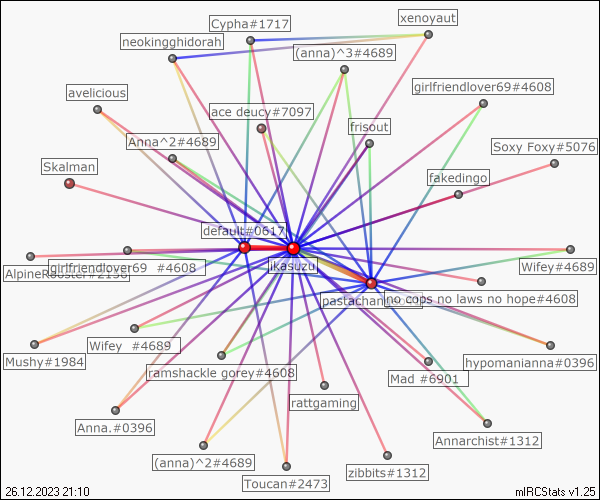 xenoyaut
Cypha#1717
neokingghidorah
(anna)^3#4689
girlfriendlover69#4608
avelicious
ace deucy#7097
frisout
Anna^2#4689
Soxy Foxy#5076
Skalman
fakedingo
default#0617
ikasuzu
girlfriendlover69 #4608
Wifey#4689
no cops no laws no hope#4608
Wifey #4689
Mushy#1984
hypomanianna#0396
ramshackle gorey#4608
Mad #6901
rattgaming
Anna.#0396
Annarchist#1312
(anna)^2#4689
zibbits#1312
Toucan#2473
26.12.2023 21:10
mIRCStats v1.25